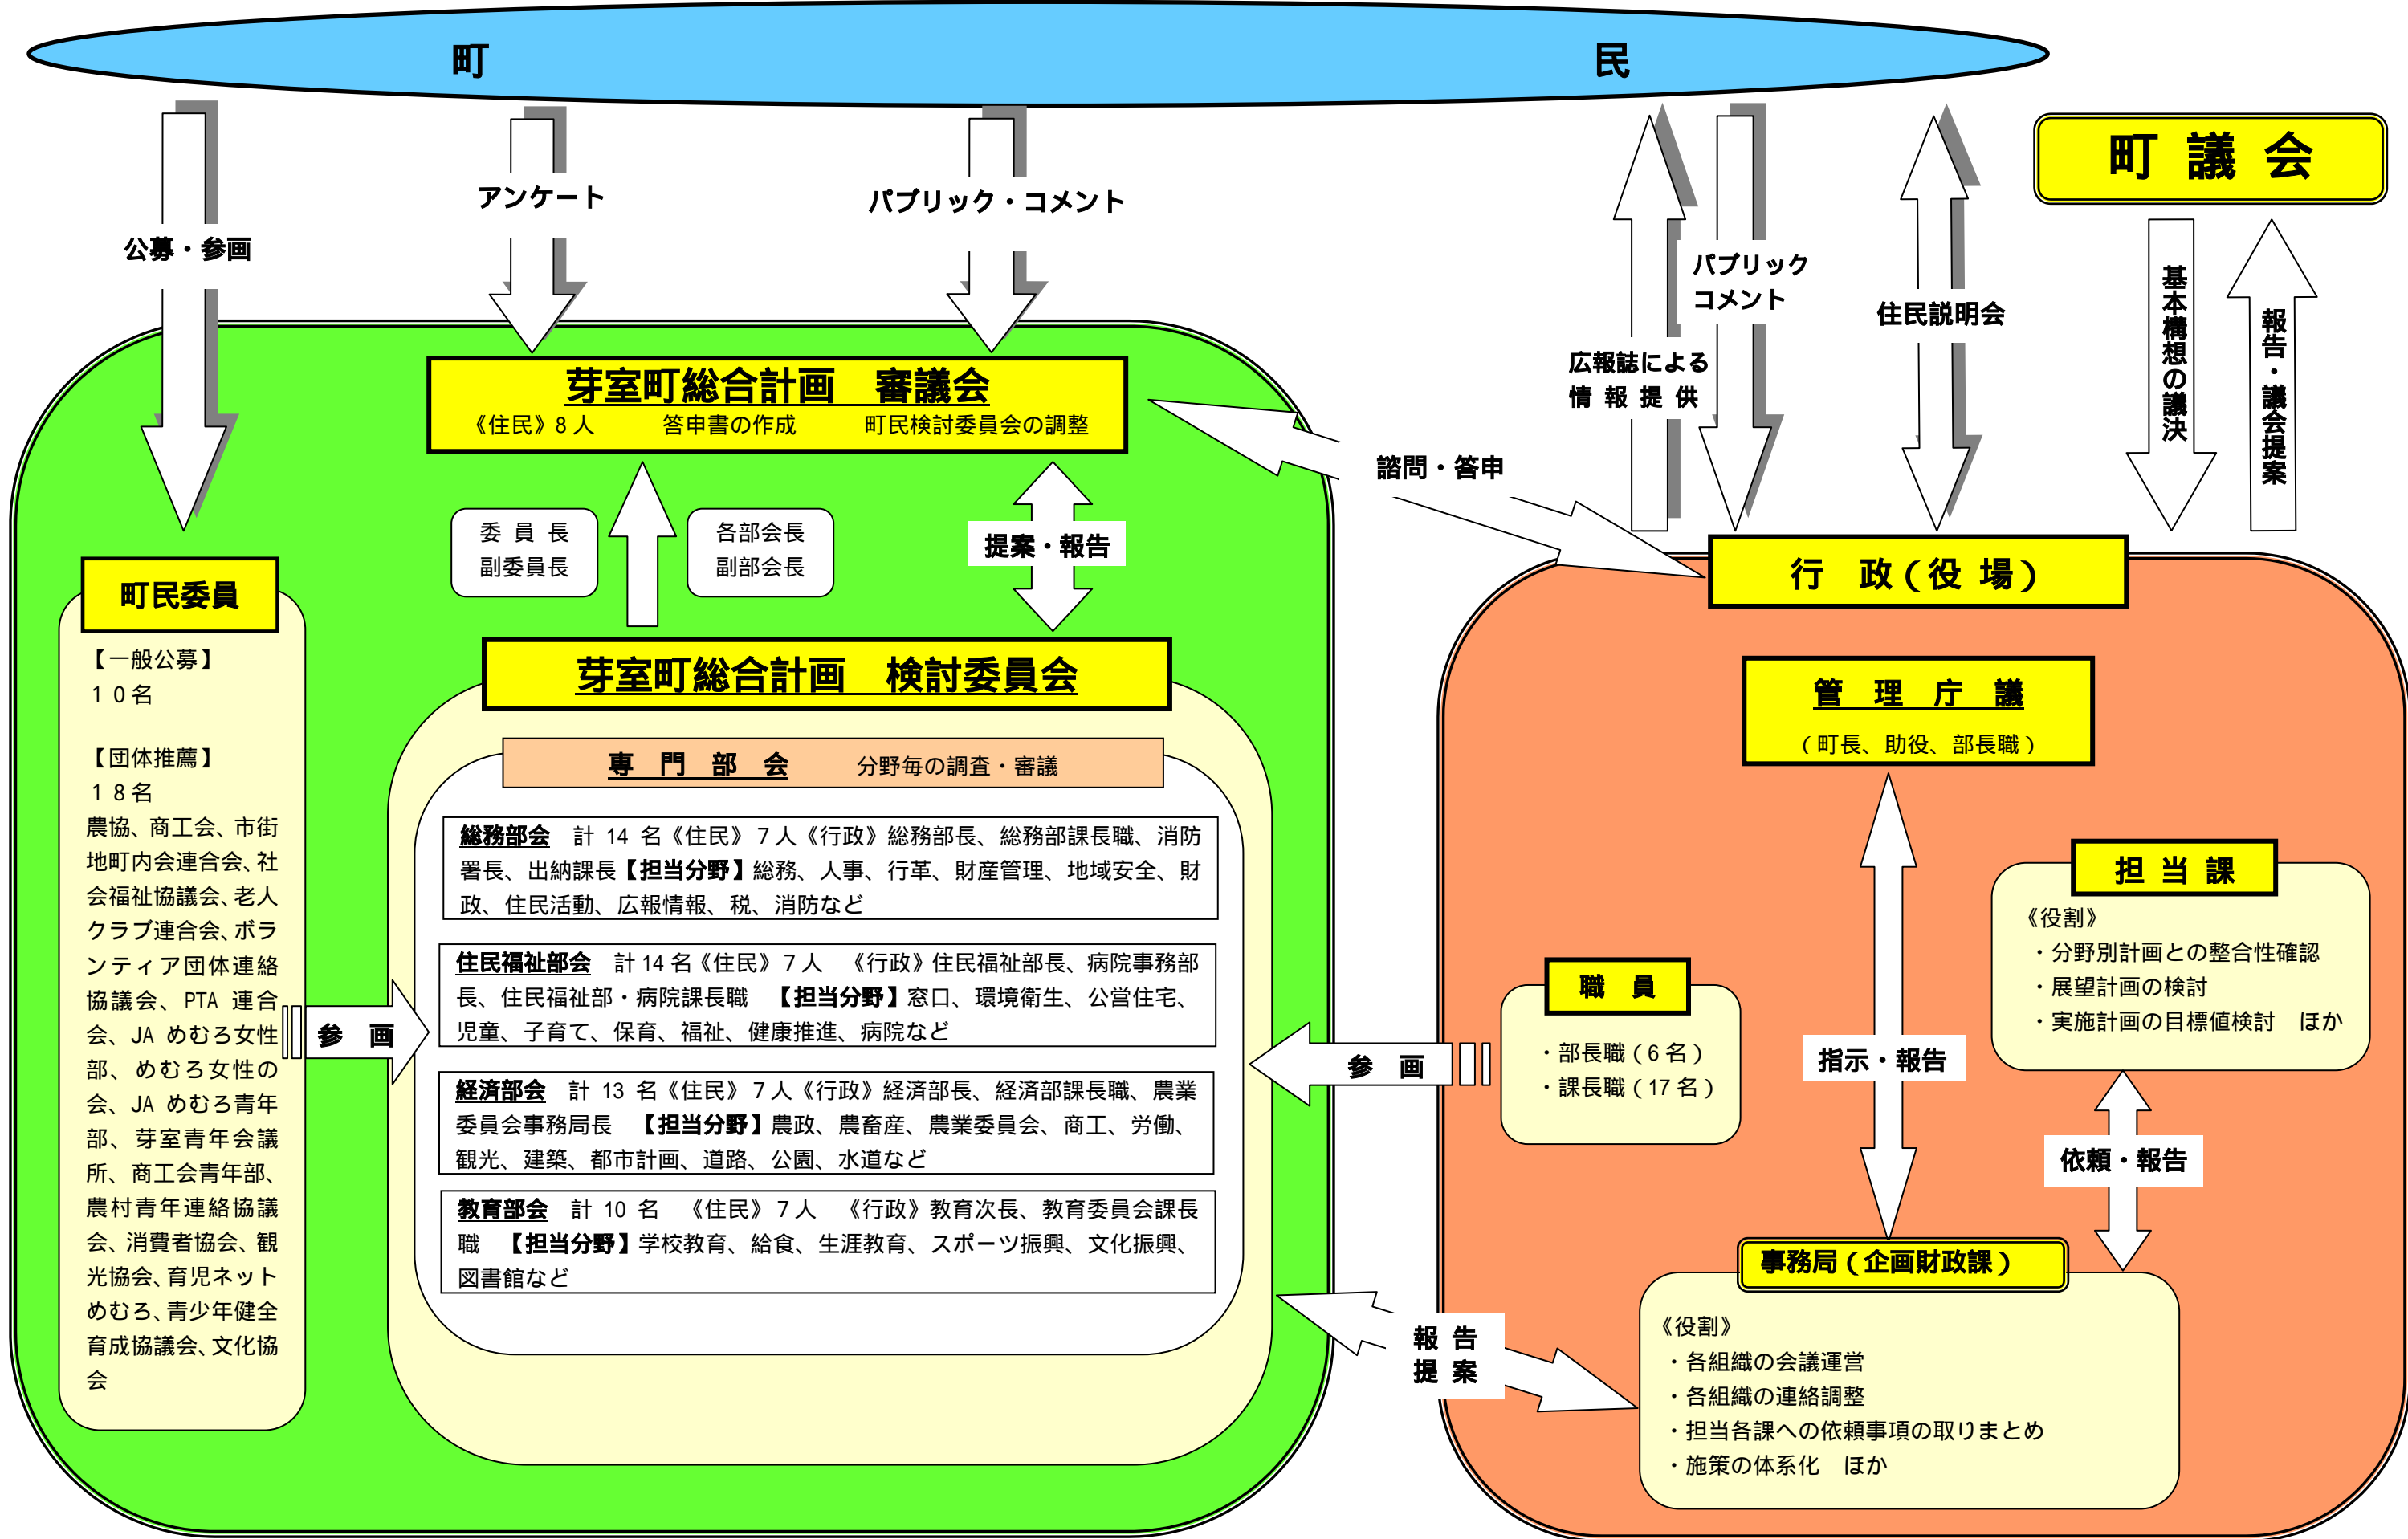 町　民
町 議 会
アンケート
パブリック・コメント
公募・参画
パブリック
コメント
住民説明会
広報誌による
情 報 提 供
基本構想の議決
報告・議会提案
芽室町総合計画　審議会
《住民》8人　　答申書の作成　　町民検討委員会の調整
諮問・答申
委 員 長
副委員長
各部会長
副部会長
提案・報告
町民委員
【一般公募】
１０名
【団体推薦】
１８名
農協、商工会、市街
地町内会連合会、社
会福祉協議会、老人
クラブ連合会、ボラ
ンティア団体連絡
協議会、PTA 連合
会、JA めむろ女性
部、めむろ女性の
会、JA めむろ青年
部、芽室青年会議
所、商工会青年部、
農村青年連絡協議
会、消費者協会、観
光協会、育児ネット
めむろ、青少年健全
育成協議会、文化協
会
参　画
芽室町総合計画　検討委員会
専　門　部　会　　分野毎の調査・審議
総務部会　計 14 名《住民》７人《行政》総務部長、総務部課長職、消防
署長、出納課長【担当分野】総務、人事、行革、財産管理、地域安全、財
政、住民活動、広報情報、税、消防など
住民福祉部会　計14名《住民》７人　《行政》住民福祉部長、病院事務部
長、住民福祉部・病院課長職　【担当分野】窓口、環境衛生、公営住宅、
児童、子育て、保育、福祉、健康推進、病院など
経済部会　計 13 名《住民》７人《行政》経済部長、経済部課長職、農業
委員会事務局長　【担当分野】農政、農畜産、農業委員会、商工、労働、
観光、建築、都市計画、道路、公園、水道など
教育部会　計 10 名　《住民》７人　《行政》教育次長、教育委員会課長
職　【担当分野】学校教育、給食、生涯教育、スポーツ振興、文化振興、
図書館など
参　画
報 告
提 案
行　政（役 場）
管　理　庁　議
（町長、助役、部長職）
担 当 課
《役割》
・分野別計画との整合性確認
・展望計画の検討
・実施計画の目標値検討　ほか
職　員
・部長職（6名）
・課長職（17名）
指示・報告
依頼・報告
事務局（企画財政課）
《役割》
・各組織の会議運営
・各組織の連絡調整
・担当各課への依頼事項の取りまとめ
・施策の体系化　ほか